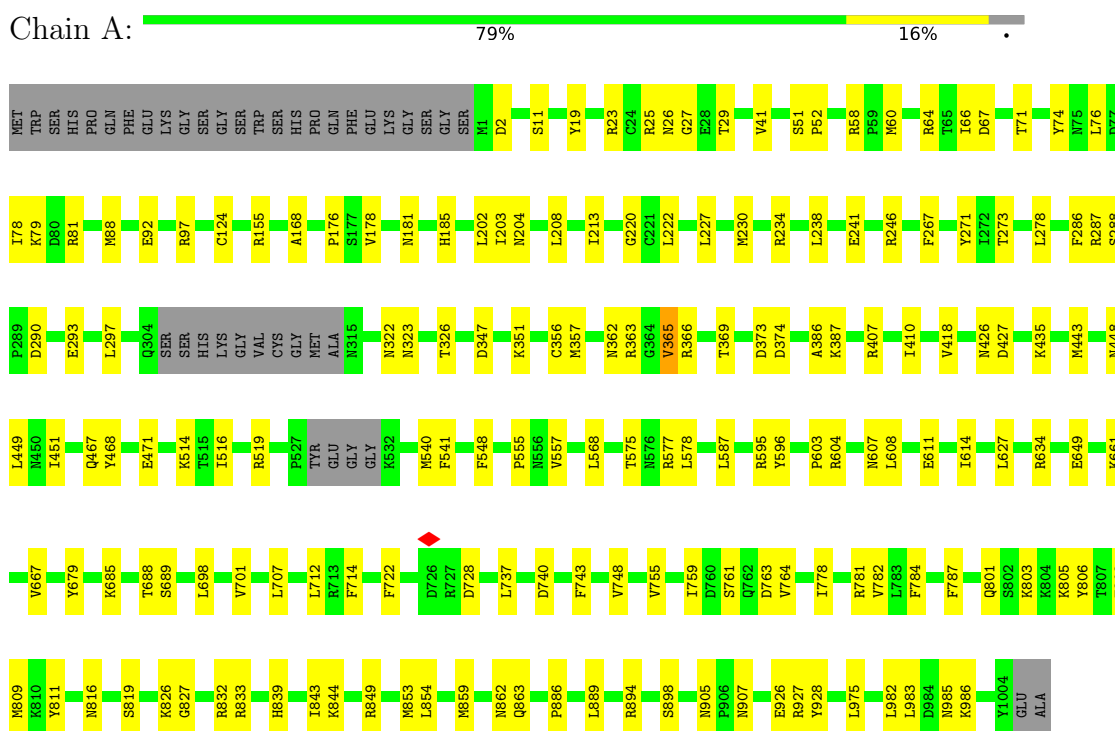 Chain A:
79% 16% •
MET TRP SER HIS PRO GLN PHE GLU LYS GLY SER GLY SER TRP SER HIS PRO GLN PHE GLU LYS GLY SER GLY SER M1 D2 S11 Y19 R23 C24 R25 N26 G27 E28 T29 V41 S51 P52 R58 P59 M60 R64 T65 I66 D67 T71 Y74 N75 L76 D77
I78 K79 D80 R81 M88 E92 R97 C124 R155 A168 P176 S177 V178 N181 H185 L202 I203 N204 L208 I213 G220 C221 L222 L227 M230 R234 L238 E241 R246 F267 Y271 I272 T273 L278 F286 R287 S288
P289 D290 E293 L297 Q304 SER SER HIS LYS GLY VAL CYS GLY MET ALA N315 N322 N323 T326 D347 K351 C356 M357 N362 R363 G364 V365 R366 T369 D373 D374 A386 K387 R407 I410 V418 N426 D427 K435 M443 N448
L449 N450 I451 Q467 Y468 E471 K514 T515 I516 R519 P527 TYR GLU GLY GLY K532 M540 F541 F548 P555 N556 V557 L568 T575 N576 R577 L578 L587 R595 Y596 P603 R604 N607 L608 E611 I614 L627 R634 E649 K661
V667 Y679 K685 T688 S689 L698 V701 L707 L712 R713 F714 F722 D726 R727 D728 L737 D740 F743 V748 V755 I759 D760 S761 Q762 D763 V764 I778 R781 V782 L783 F784 F787 Q801 S802 K803 K804 K805 Y806 T807
M809 K810 Y811 N816 S819 K826 G827 R832 R833 H839 I843 K844 R849 M853 L854 M859 N862 Q863 P886 L889 R894 S898 N905 P906 N907 E926 R927 Y928 L975 L982 L983 D984 N985 K986 Y1004 GLU ALA